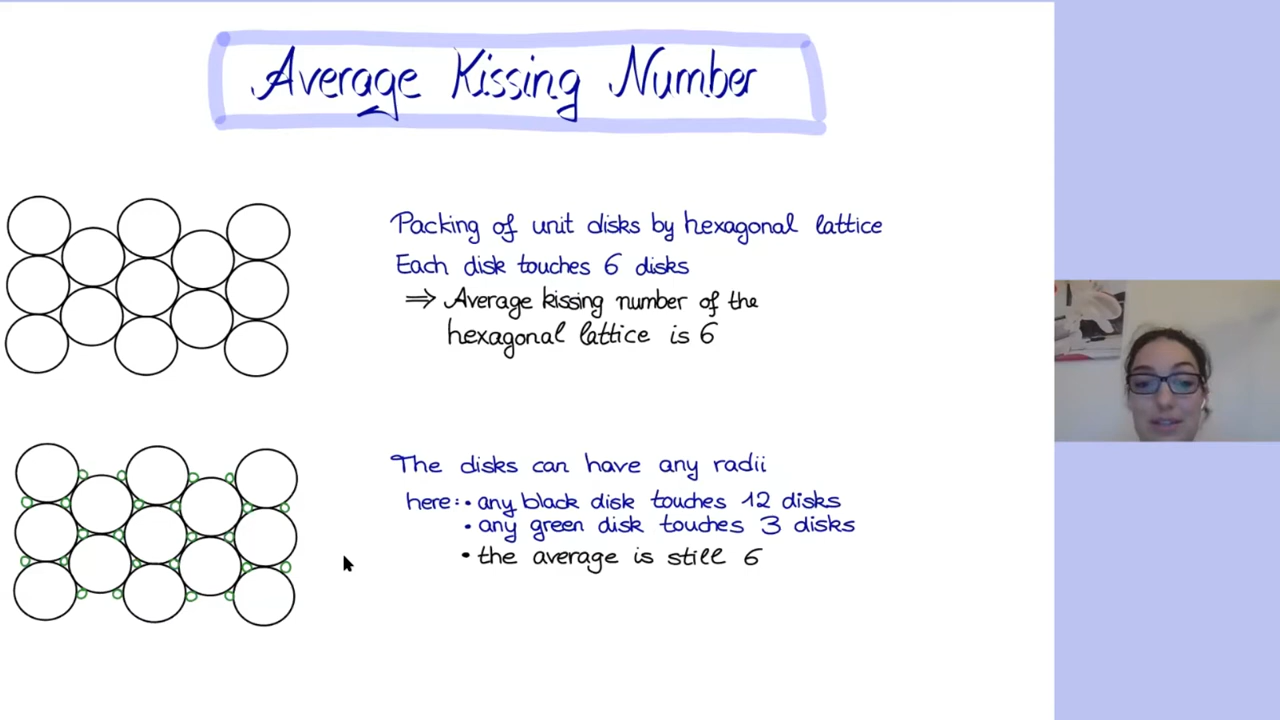 Average Kissing Number
Packing of unit disks by hexagonal lattice
Each disk touches 6 disks
⇒ Average kissing number of the
hexagonal lattice is 6
The disks can have any radii
here: • any black disk touches 12 disks
• any green disk touches 3 disks
• the average is still 6